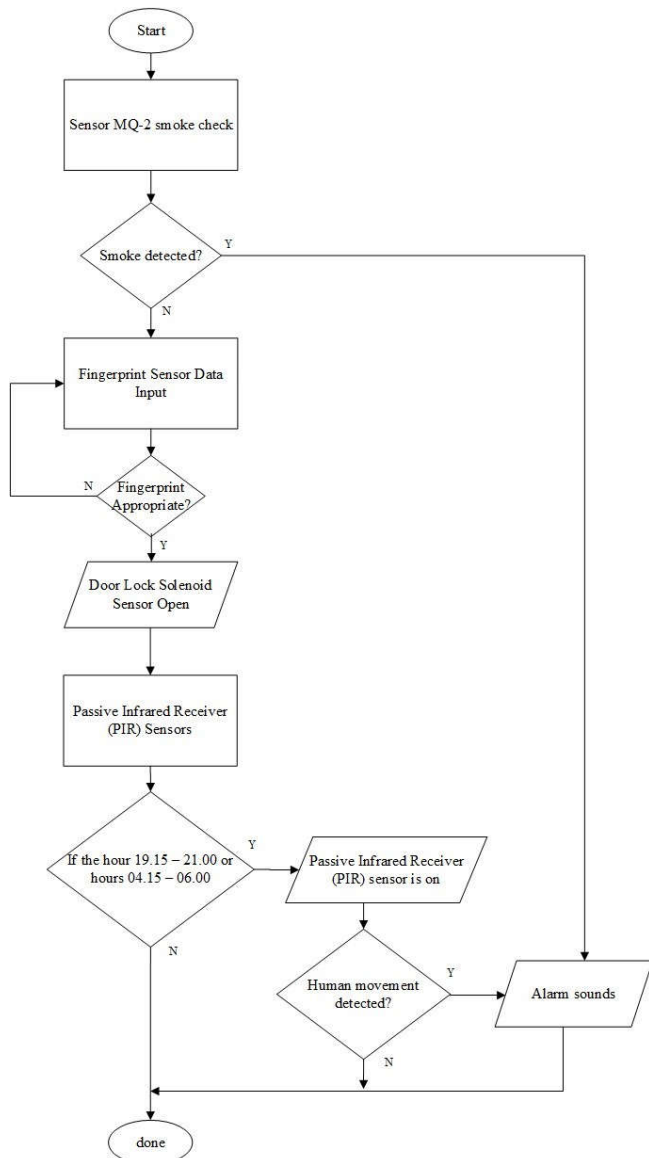 Start
Sensor MQ-2 smoke check
Y
Smoke detected?
N
Fingerprint Sensor Data
Input
N
Fingerprint
Appropriate?
Y
Door Lock Solenoid
Sensor Open
Passive Infrared Receiver
(PIR) Sensors
Y
If the hour 19.15 – 21.00 or
hours 04.15 – 06.00
Passive Infrared Receiver
(PIR) sensor is on
N
Y
Human movement
detected?
Alarm sounds
N
done